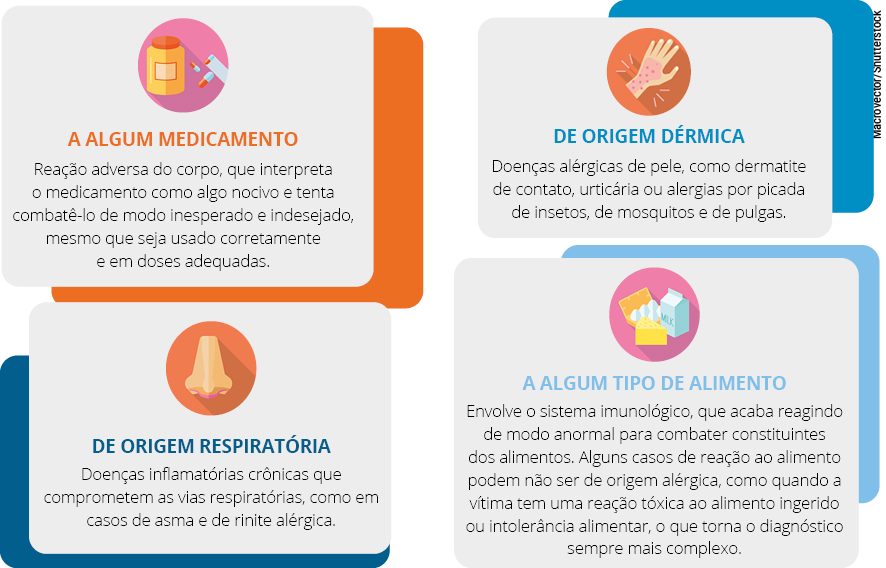 A ALGUM MEDICAMENTO
Reação adversa do corpo, que interpreta
o medicamento como algo nocivo e tenta
combatê-lo de modo inesperado e indesejado,
mesmo que seja usado corretamente
e em doses adequadas.
DE ORIGEM DÉRMICA
Doenças alérgicas de pele, como dermatite
de contato, urticária ou alergias por picada
de insetos, de mosquitos e de pulgas.
DE ORIGEM RESPIRATÓRIA
Doenças inflamatórias crônicas que
comprometem as vias respiratórias, como em
casos de asma e de rinite alérgica.
MILK
A ALGUM TIPO DE ALIMENTO
Envolve o sistema imunológico, que acaba reagindo
de modo anormal para combater constituintes
dos alimentos. Alguns casos de reação ao alimento
podem não ser de origem alérgica, como quando a
vítima tem uma reação tóxica ao alimento ingerido
ou intolerância alimentar, o que torna o diagnóstico
sempre mais complexo.
Macrovector/Shutterstock